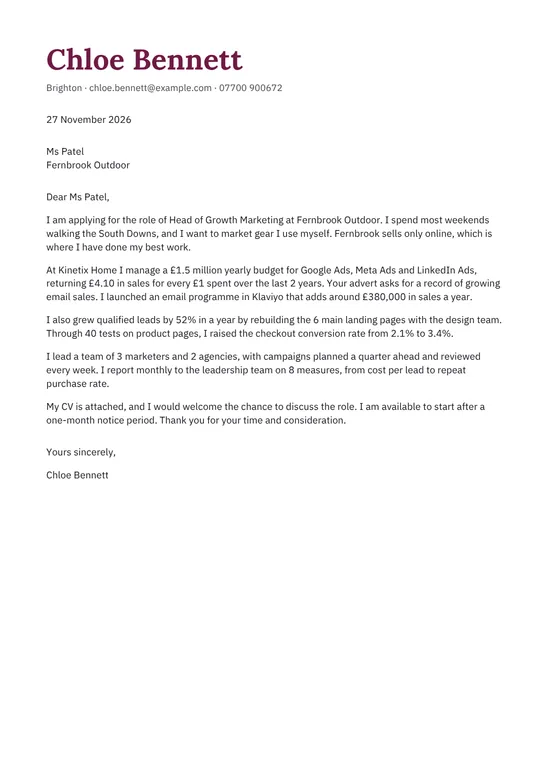 Chloe Bennett
Brighton · chloe.bennett@example.com · 07700 900672
27 November 2026
Ms Patel
Fernbrook Outdoor
Dear Ms Patel,
I am applying for the role of Head of Growth Marketing at Fernbrook Outdoor. I spend most weekends
walking the South Downs, and I want to market gear I use myself. Fernbrook sells only online, which is
where I have done my best work.
At Kinetix Home I manage a £1.5 million yearly budget for Google Ads, Meta Ads and LinkedIn Ads,
returning £4.10 in sales for every £1 spent over the last 2 years. Your advert asks for a record of growing
email sales. I launched an email programme in Klaviyo that adds around £380,000 in sales a year.
I also grew qualified leads by 52% in a year by rebuilding the 6 main landing pages with the design team.
Through 40 tests on product pages, I raised the checkout conversion rate from 2.1% to 3.4%.
I lead a team of 3 marketers and 2 agencies, with campaigns planned a quarter ahead and reviewed
every week. I report monthly to the leadership team on 8 measures, from cost per lead to repeat
purchase rate.
My CV is attached, and I would welcome the chance to discuss the role. I am available to start after a
one-month notice period. Thank you for your time and consideration.
Yours sincerely,
Chloe Bennett